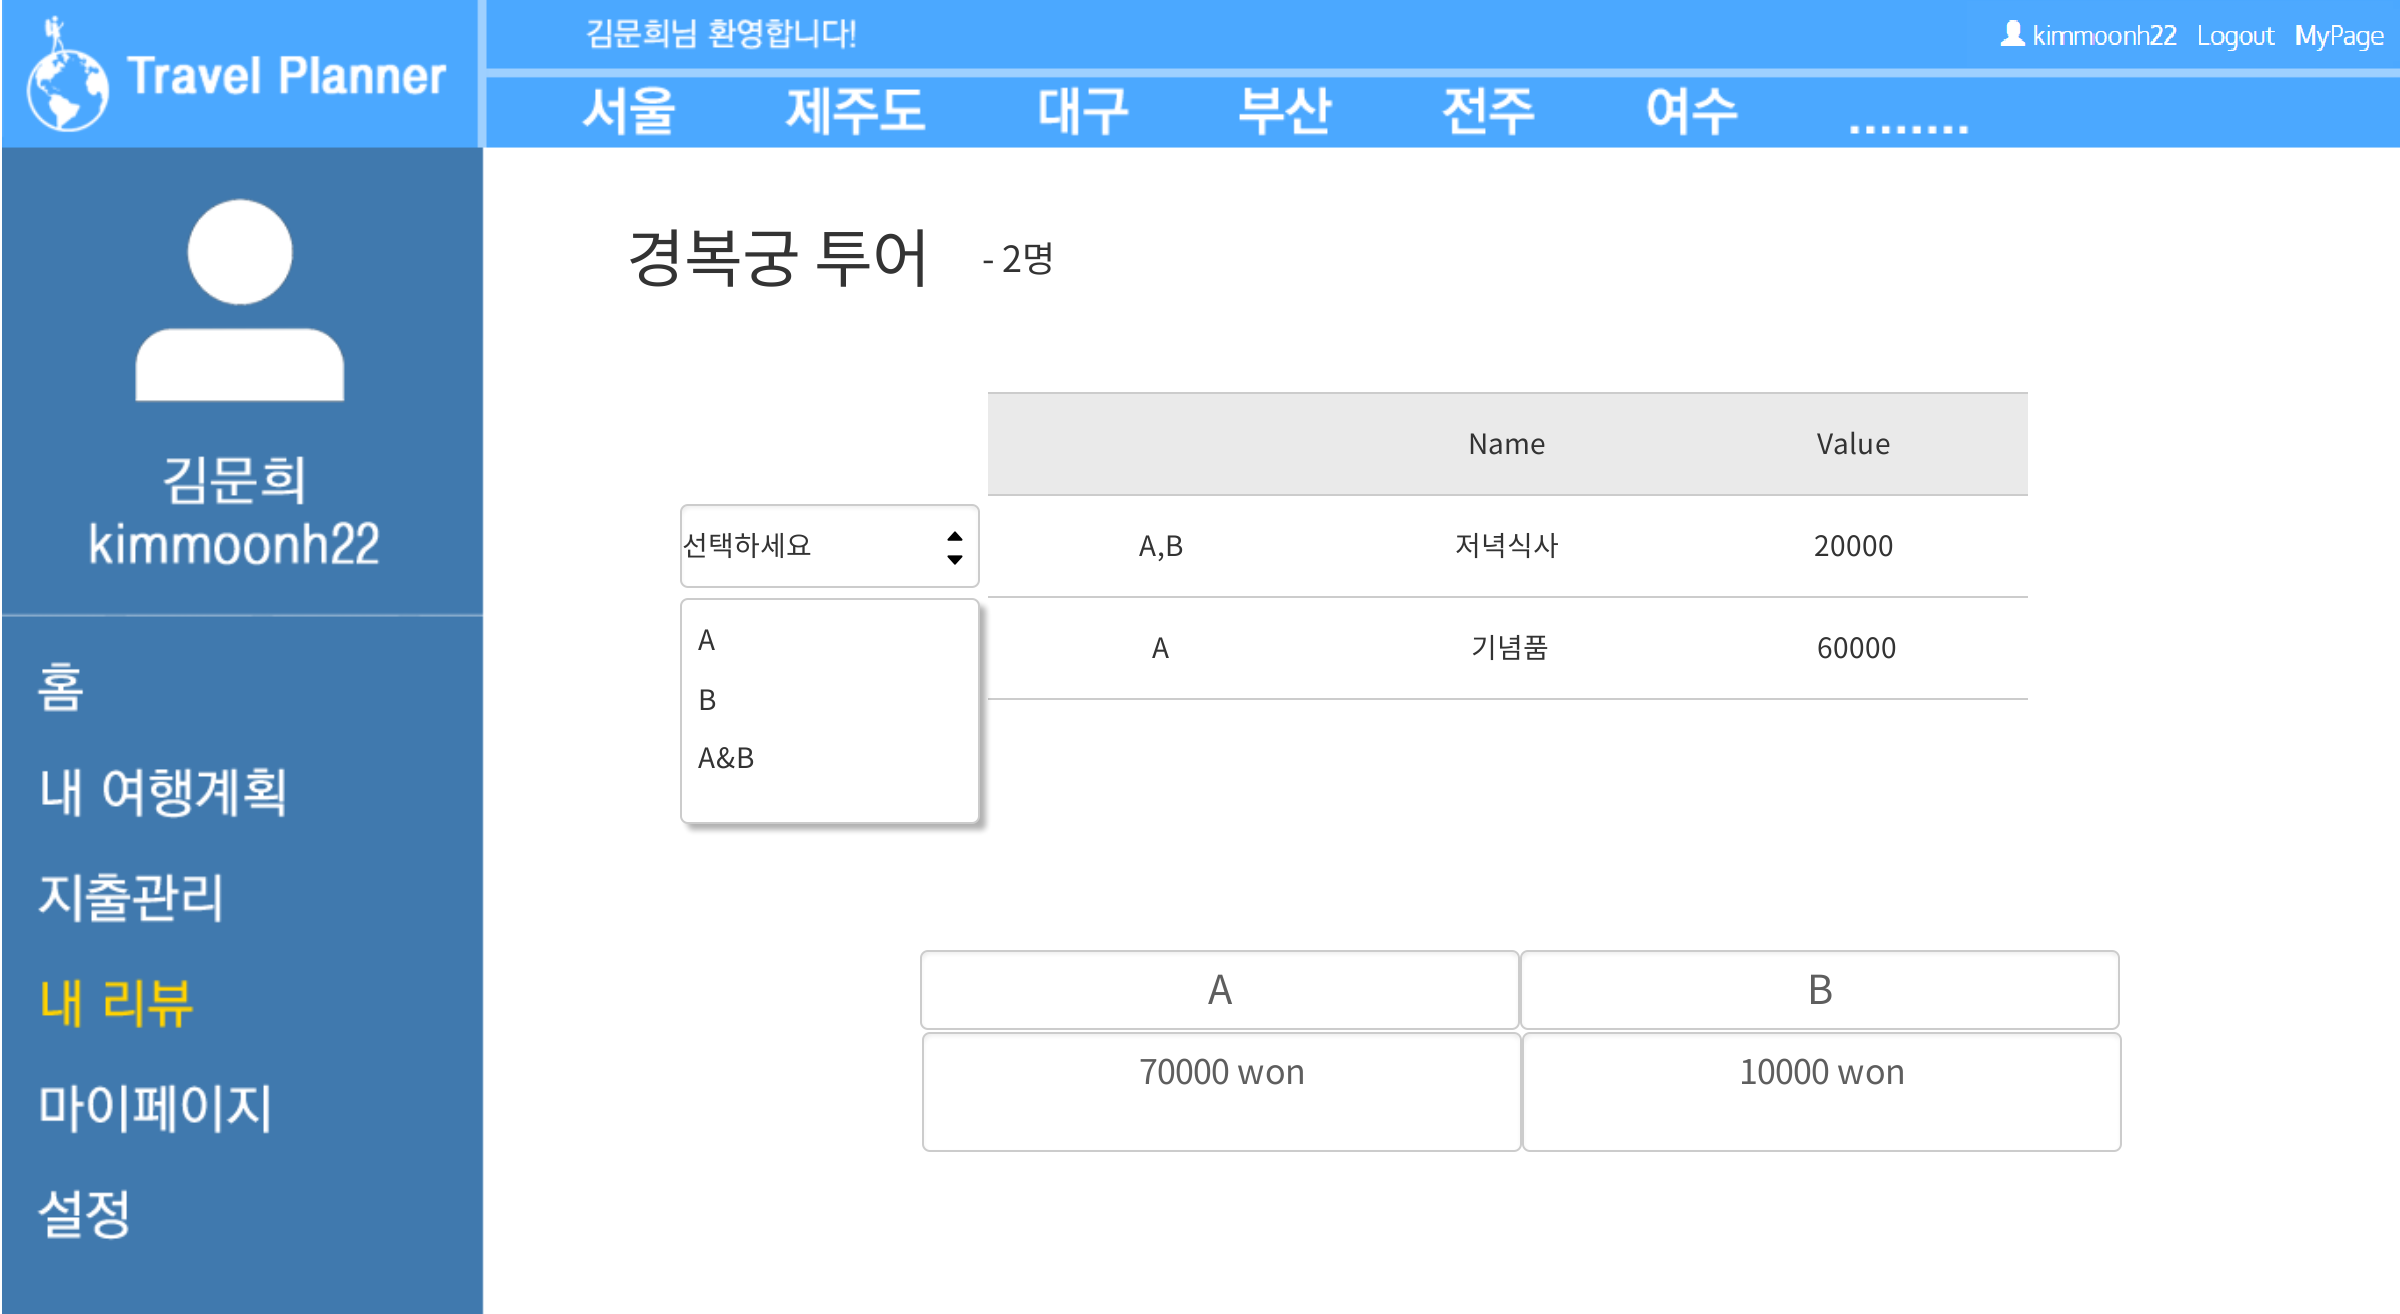 Travel Planner
김문희님 환영합니다!
kimmoonh22 Logout MyPage
서울 제주도 대구 부산 전주 여수 ........
김문희
kimmoonh22
홈
내 여행계획
지출관리
내 리뷰
마이페이지
설정
경복궁 투어 - 2명
Name Value
선택하세요
A,B 저녁식사 20000
A 기념품 60000
A
B
A&B
A B
70000 won 10000 won